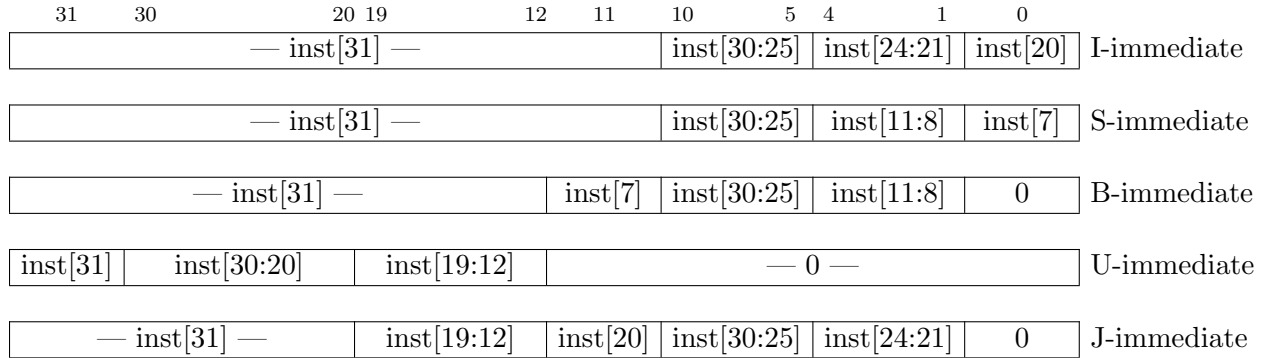 31 30 20 19 12 11 10 5 4 1 0
— inst[31] — inst[30:25] inst[24:21] inst[20] I-immediate
— inst[31] — inst[30:25] inst[11:8] inst[7] S-immediate
— inst[31] — inst[7] inst[30:25] inst[11:8] 0 B-immediate
inst[31] inst[30:20] inst[19:12] — 0 — U-immediate
— inst[31] — inst[19:12] inst[20] inst[30:25] inst[24:21] 0 J-immediate